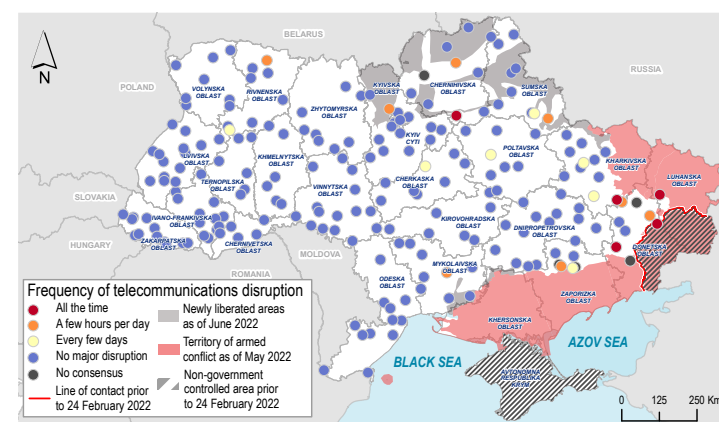 BELARUS
N
POLAND
RUSSIA
VOLYNSKA
OBLAST
RIVNENSKA
OBLAST
ZHYTOMYRSKA
OBLAST
KYIVSKA
OBLAST
CHERNIHIVSKA
OBLAST
SUMSKA
OBLAST
KYIV
CYTI
LVIVSKA
OBLAST
TERNOPILSKA
OBLAST
KHMELNYTSKA
OBLAST
VINNYTSKA
OBLAST
CHERKASKA
OBLAST
POLTAVSKA
OBLAST
KHARKIVSKA
OBLAST
LUHANSKA
OBLAST
SLOVAKIA
HUNGARY
IVANO-FRANKIVSKA
OBLAST
ZAKARPATSKA
OBLAST
CHERNIVETSKA
OBLAST
KIROVOHRADSKA
OBLAST
DNIPROPETROVSKA
OBLAST
DONETSKA
OBLAST
MOLDOVA
ROMANIA
ODESKA
OBLAST
MYKOLAIVSKA
OBLAST
ZAPORIZKA
OBLAST
KHERSONSKA
OBLAST
AVTONOMNA
RESPUBLIKA
KRYM
BLACK SEA
AZOV SEA
Frequency of telecommunications disruption
All the time
A few hours per day
Every few days
No major disruption
No consensus
Line of contact prior
to 24 February 2022
Newly liberated areas
as of June 2022
Territory of armed
conflict as of May 2022
Non-government
controlled area prior
to 24 February 2022
0 125 250 Km